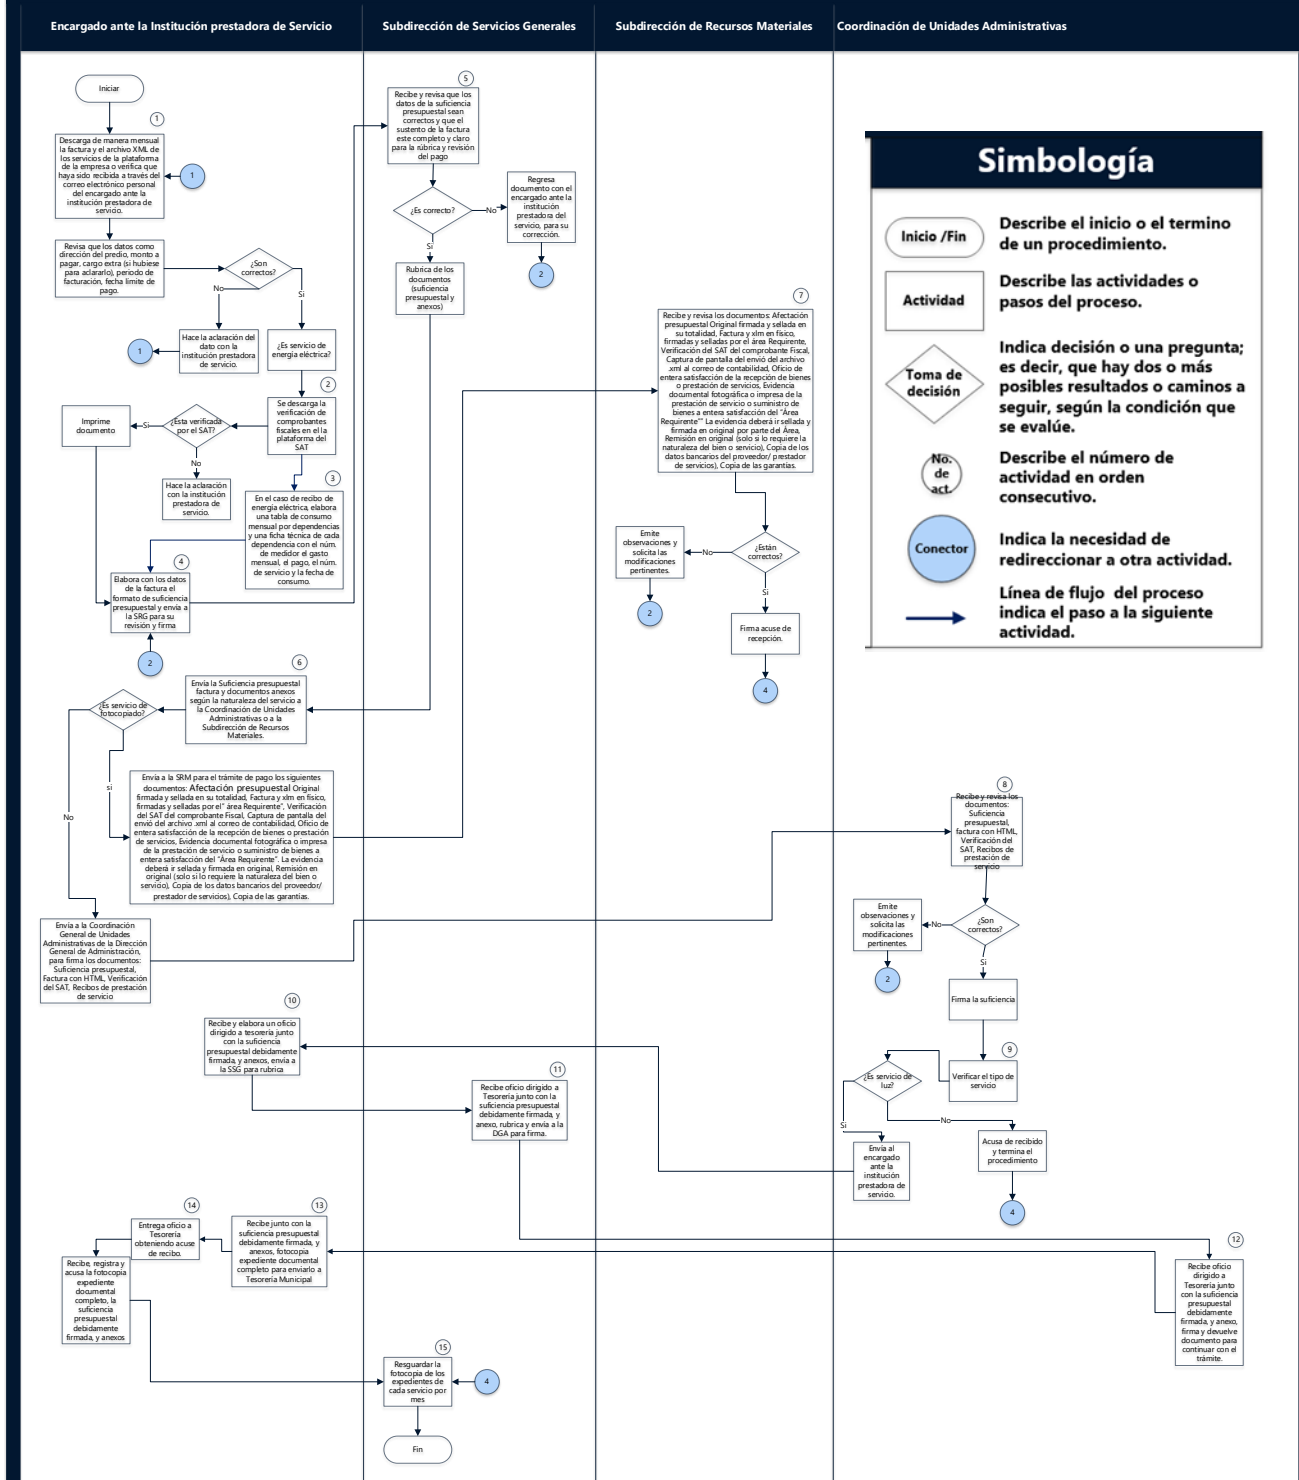 Encargado ante la Institución prestadora de Servicio
Subdirección de Servicios Generales
Subdirección de Recursos Materiales
Coordinación de Unidades Administrativas
Iniciar
1
Descarga de manera mensual
la factura y el archivo XML de
los servicios de la plataforma
de la empresa o verifica que
haya sido recibida a través del
correo electrónico personal
del encargado ante la
institución prestadora de
servicio.
1
Revisa que los datos como
dirección del predio, monto a
pagar, cargo extra (si hubiese
para aclararlo), periodo de
facturación, fecha límite de
pago.
¿Son
correctos?
No
Si
Hace la aclaración del
dato con la
institución prestadora
de servicio.
1
¿Es servicio de
energía eléctrica?
2
Se descarga la
verificación de
comprobantes
fiscales en ell la
plataforma del
SAT
¿Esta verificada
por el SAT?
Si
Imprime
documento
No
Hace la aclaración
con la institución
prestadora de
servicio.
3
En el caso de recibo de
energía eléctrica, elabora
una tabla de consumo
mensual por dependencias
y una ficha técnica de cada
dependencia con el núm.
de medidor el gasto
mensual, el pago, el núm.
de servicio y la fecha de
consumo.
4
Elabora con los datos
de la factura el
formato de suficiencia
presupuestal y envía a
la SRG para su
revisión y firma
2
5
Recibe y revisa que los
datos de la suficiencia
presupuestal sean
correctos y que el
sustento de la factura
este completo y claro
para la rúbrica y revisión
del pago
¿Es correcto?
No
Regresa
documento con el
encargado ante la
institución
prestadora del
servicio, para su
corrección.
2
Si
Rubrica de los
documentos
(suficiencia
presupuestal y
anexos)
6
Envía la Suficiencia presupuestal
factura y documentos anexos
según la naturaleza del servicio a
la Coordinación de Unidades
Administrativas o a la
Subdirección de Recursos
Materiales.
¿Es servicio de
fotocopiado?
si
No
Envía a la SRM para el trámite de pago los siguientes
documentos: Afectación presupuestal Original
firmada y sellada en su totalidad, Factura y xlm en físico,
firmadas y selladas por el" área Requirente", Verificación
del SAT del comprobante Fiscal, Captura de pantalla del
envió del archivo .xml al correo de contabilidad, Oficio de
entera satisfacción de la recepción de bienes o prestación
de servicios, Evidencia documental fotográfica o impresa
de la prestación de servicio o suministro de bienes a
entera satisfacción del "Área Requirente". La evidencia
deberá ir sellada y firmada en original, Remisión en
original (solo si lo requiere la naturaleza del bien o
servicio), Copia de los datos bancarios del proveedor/
prestador de servicios), Copia de las garantías.
Envía a la Coordinación
General de Unidades
Administrativas de la Dirección
General de Administración,
para firma los documentos:
Suficiencia presupuestal,
Factura con HTML, Verificación
del SAT, Recibos de prestación
de servicio
7
Recibe y revisa los documentos: Afectación
presupuestal Original firmada y sellada en
su totalidad, Factura y xlm en físico,
firmadas y selladas por el área Requirente,
Verificación del SAT del comprobante Fiscal,
Captura de pantalla del envió del archivo
.xml al correo de contabilidad, Oficio de
entera satisfacción de la recepción de bienes
o prestación de servicios, Evidencia
documental fotográfica o impresa de la
prestación de servicio o suministro de
bienes a entera satisfacción del "Área
Requirente"" La evidencia deberá ir sellada y
firmada en original por parte del Área,
Remisión en original (solo si lo requiere la
naturaleza del bien o servicio), Copia de los
datos bancarios del proveedor/ prestador
de servicios), Copia de las garantías.
¿Están
correctos?
No
Emite
observaciones y
solicita las
modificaciones
pertinentes.
2
Si
Firma acuse de
recepción.
4
Simbología
Inicio /Fin
Describe el inicio o el termino
de un procedimiento.
Actividad
Describe las actividades o
pasos del proceso.
Toma de
decisión
Indica decisión o una pregunta;
es decir, que hay dos o más
posibles resultados o caminos a
seguir, según la condición que
se evalúe.
No.
de
act.
Describe el número de
actividad en orden
consecutivo.
Conector
Indica la necesidad de
redireccionar a otra actividad.
Línea de flujo del proceso
indica el paso a la siguiente
actividad.
8
Recibe y revisa los
documentos:
Suficiencia
presupuestal,
factura con HTML,
Verificación del
SAT, Recibos de
prestación de
servicio
¿Son
correctos?
No
Emite
observaciones y
solicita las
modificaciones
pertinentes.
2
Si
Firma la suficiencia
9
Verificar el tipo de
servicio
¿Es servicio de
luz?
Si
No
Envía al
encargado
ante la
institución
prestadora de
servicio.
Acusa de recibido
y termina el
procedimiento
4
10
Recibe y elabora un oficio
dirigido a tesorería junto
con la suficiencia
presupuestal debidamente
firmada, y anexos, envia a
la SSG para rubrica
11
Recibe oficio dirigido a
Tesorería junto con la
suficiencia presupuestal
debidamente firmada, y
anexo, rubrica y envía a la
DGA para firma.
12
Recibe oficio
dirigido a
Tesorería junto
con la suficiencia
presupuestal
debidamente
firmada, y anexo,
firma y devuelve
documento para
continuar con el
trámite.
13
Recibe junto con la
suficiencia presupuestal
debidamente firmada, y
anexos, fotocopia
expediente documental
completo para enviarlo a
Tesorería Municipal
14
Entrega oficio a
Tesorería
obteniendo acuse
de recibo.
Recibe, registra y
acusa la fotocopia
expediente
documental
completo, la
suficiencia
presupuestal
debidamente
firmada, y anexos
15
Resguardar la
fotocopia de los
expedientes de
cada servicio por
mes
4
Fin